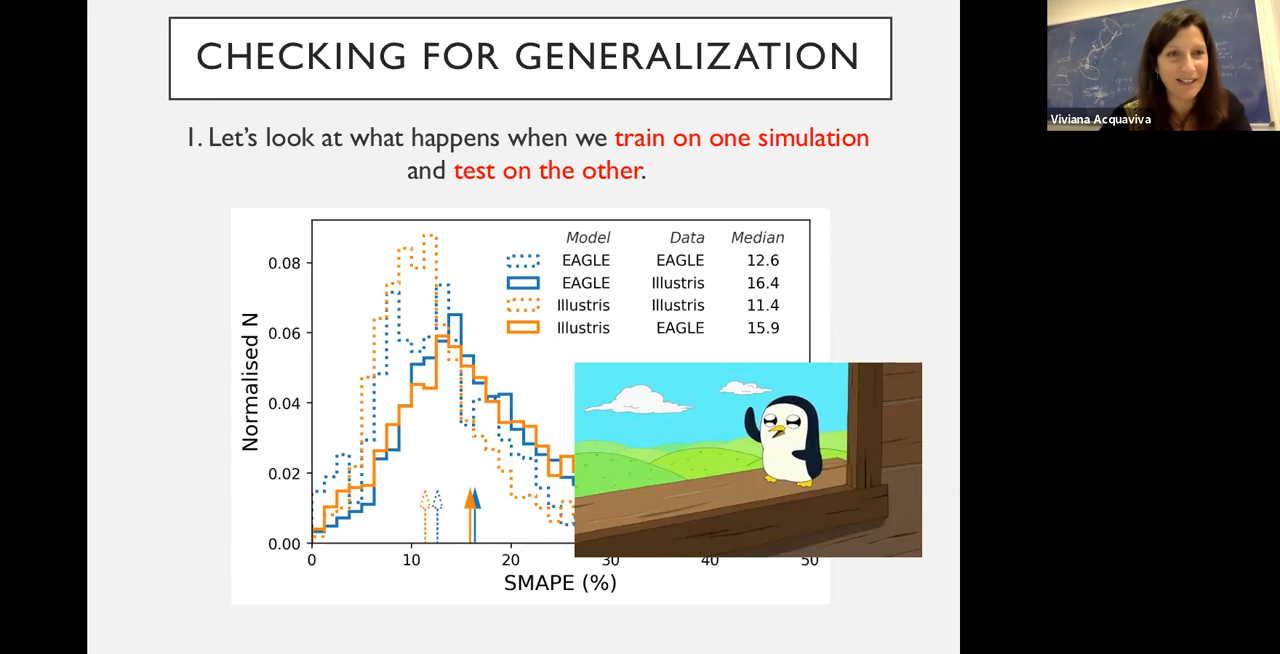 CHECKING FOR GENERALIZATION
1. Let's look at what happens when we train on one simulation
and test on the other.
Model Data Median
EAGLE EAGLE 12.6
EAGLE Illustris 16.4
Illustris Illustris 11.4
Illustris EAGLE 15.9
0.08
0.06
0.04
0.02
0.00
Normalised N
0 10 20 30 40 50
SMAPE (%)
Viviana Acquaviva